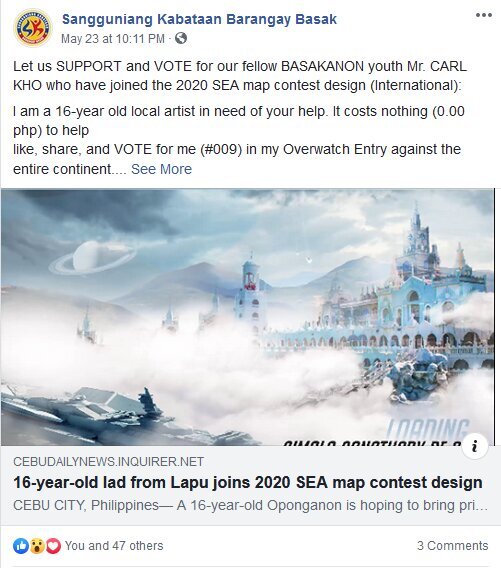 Sangguniang Kabataan Barangay Basak
May 23 at 10:11 PM ·
Let us SUPPORT and VOTE for our fellow BASAKANON youth Mr. CARL
KHO who have joined the 2020 SEA map contest design (International):
I am a 16-year old local artist in need of your help. It costs nothing (0.00
php) to help
like, share, and VOTE for me (#009) in my Overwatch Entry against the
entire continent.... See More
LOADING
CEBUDAILYNEWS.INQUIRER.NET
16-year-old lad from Lapu joins 2020 SEA map contest design
CEBU CITY, Philippines— A 16-year-old Oponganon is hoping to bring pri...
You and 47 others
3 Comments